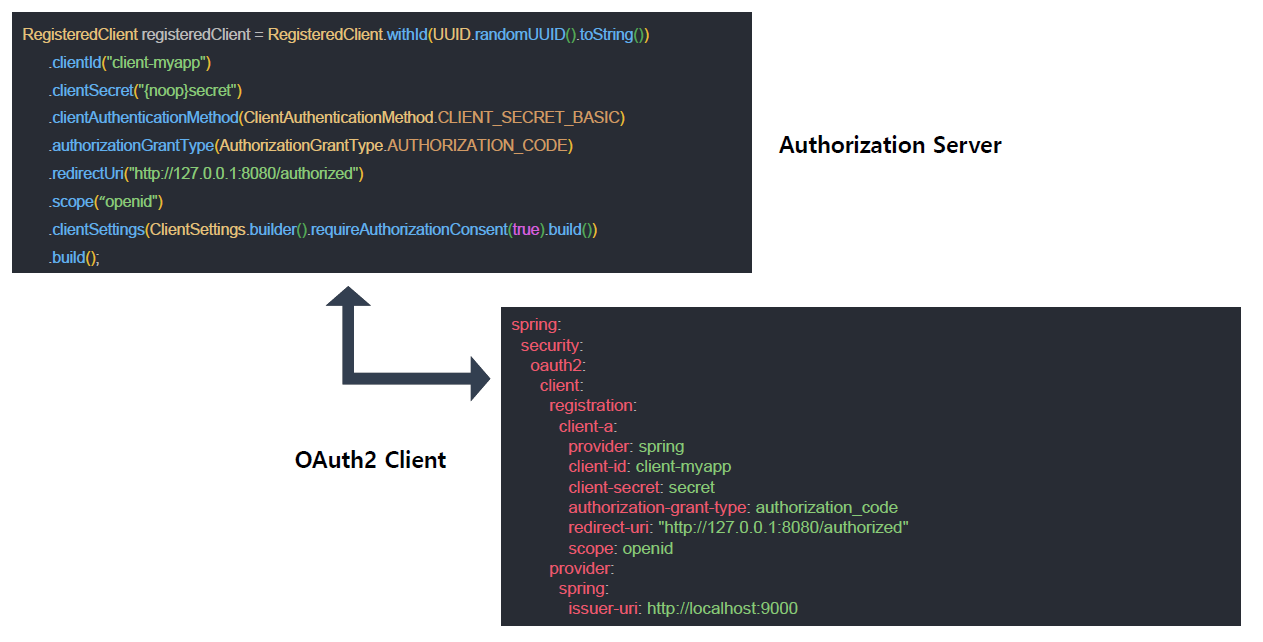 RegisteredClient registeredClient = RegisteredClient.withId(UUID.randomUUID().toString())
.clientId("client-myapp")
.clientSecret("{noop}secret")
.clientAuthenticationMethod(ClientAuthenticationMethod.CLIENT_SECRET_BASIC)
.authorizationGrantType(AuthorizationGrantType.AUTHORIZATION_CODE)
.redirectUri("http://127.0.0.1:8080/authorized")
.scope(“openid")
.clientSettings(ClientSettings.builder().requireAuthorizationConsent(true).build())
.build();
Authorization Server
OAuth2 Client
spring:
security:
oauth2:
client:
registration:
client-a:
provider: spring
client-id: client-myapp
client-secret: secret
authorization-grant-type: authorization_code
redirect-uri: "http://127.0.0.1:8080/authorized"
scope: openid
provider:
spring:
issuer-uri: http://localhost:9000